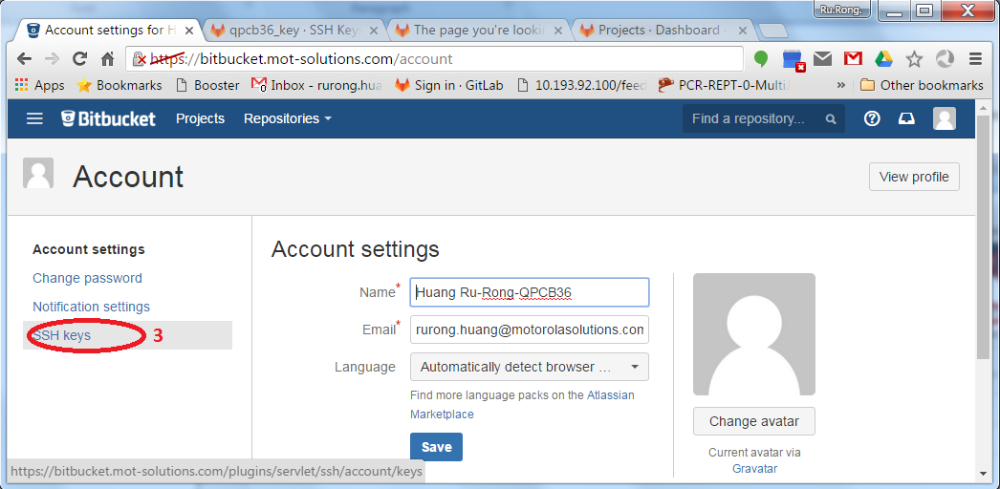 Ru.Rong.
Account settings for H
qpcb36_key · SSH Key
The page you're lookin
Projects · Dashboard ·
https://bitbucket.mot-solutions.com/account
Apps Bookmarks Booster Inbox - rurong.hua Sign in · GitLab 10.193.92.100/feed PCR-REPT-0-Multi » Other bookmarks
Bitbucket Projects Repositories Find a repository...
Account
View profile
Account settings
Change password
Notification settings
SSH keys 3
Account settings
Name* Huang Ru-Rong-QPCB36
Email* rurong.huang@motorolasolutions.com
Language Automatically detect browser ...
Find more language packs on the Atlassian
Marketplace
Save
Change avatar
Current avatar via
Gravatar
https://bitbucket.mot-solutions.com/plugins/servlet/ssh/account/keys